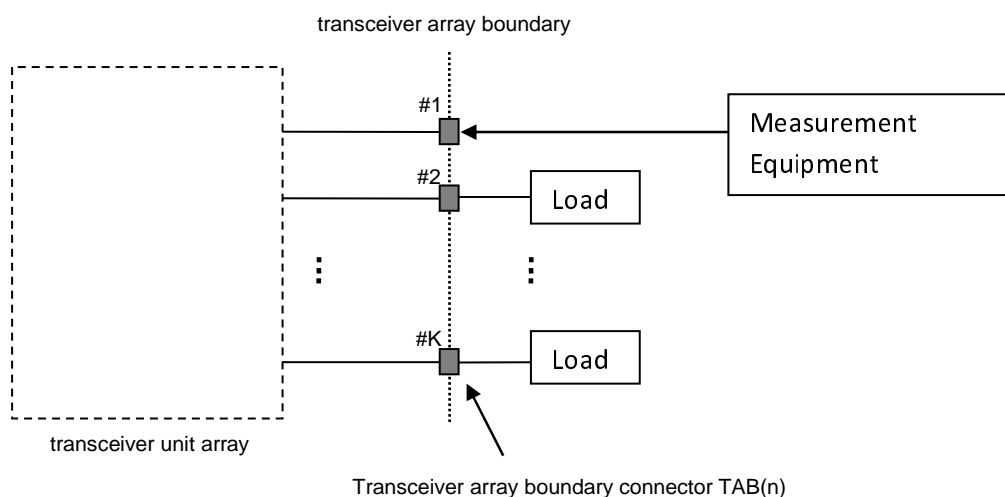 transceiver array boundary
#1
Measurement
Equipment
#2
Load
#K
Load
transceiver unit array
Transceiver array boundary connector TAB(n)